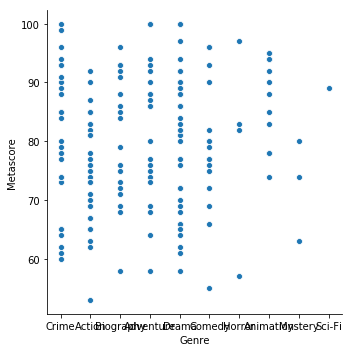 100
90
80
70
60
Metascore
Crime Action Biography Adventure Drama Comedy Horror Animation Mystery Sci-Fi
Genre